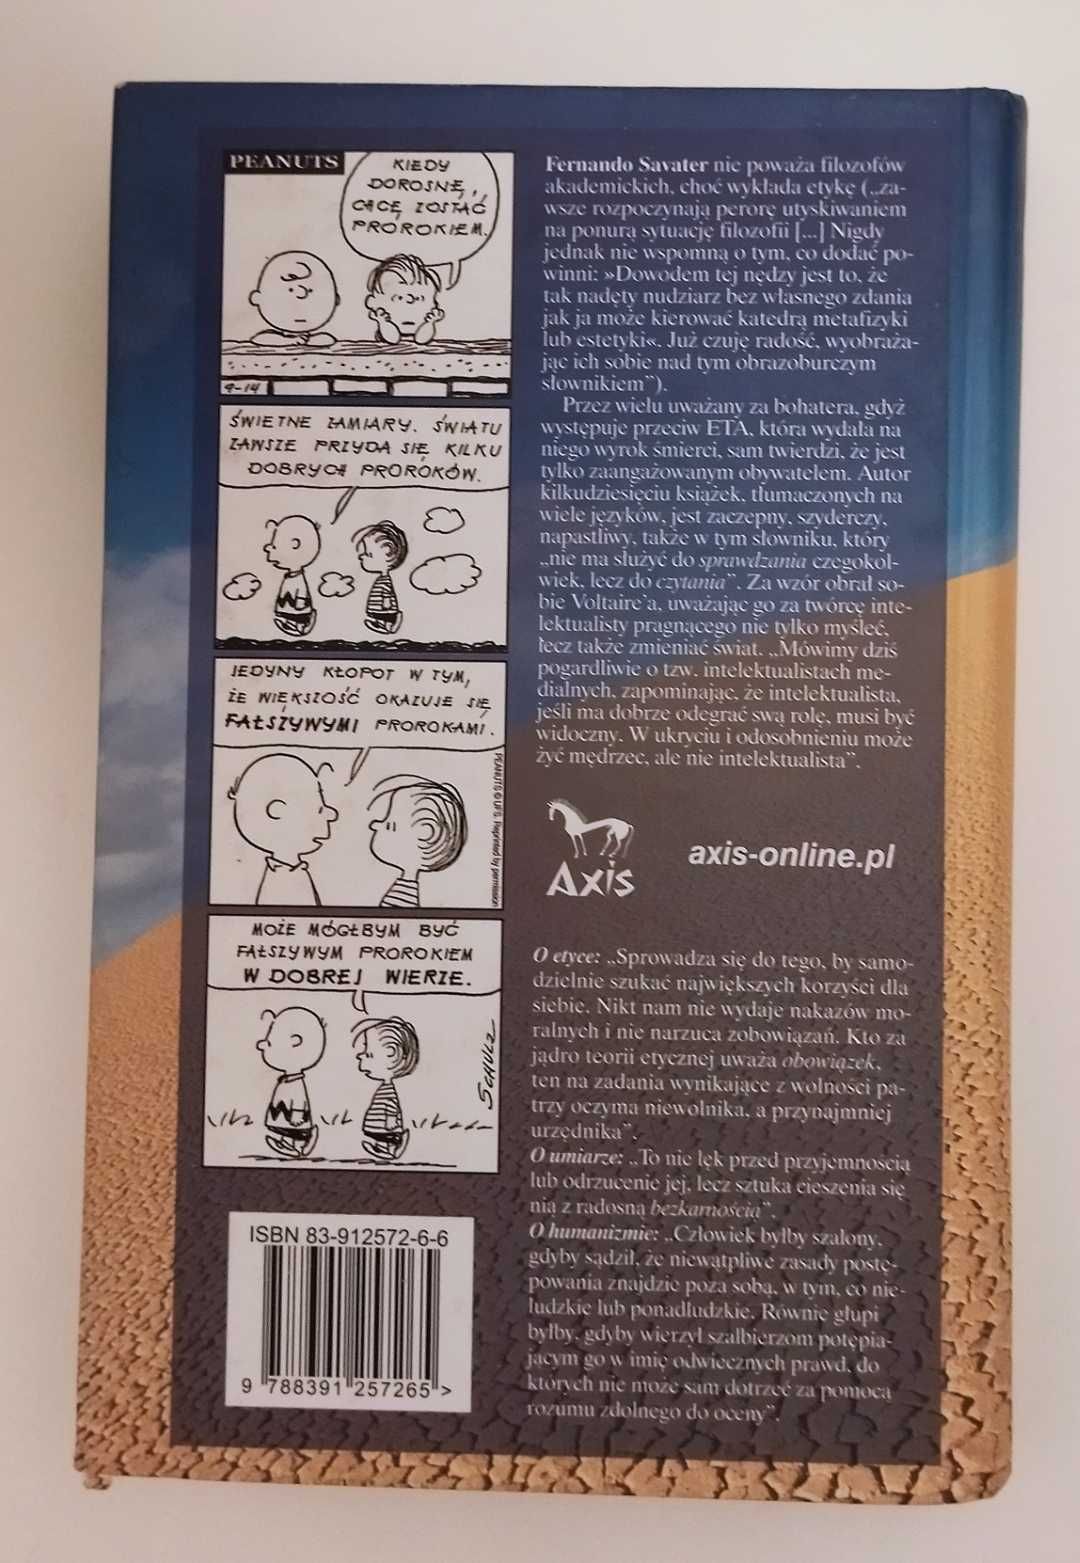 PEANUTS
KIEDY
DOROSNĘ,
CHCĘ ZOSTAĆ
PROROKIEM.
9-14
ŚWIETNE ZAMIARY. ŚWIATU
ZAWSZE PRZYDA SIĘ KILKU
DOBRYCH PROROKÓW.
JEDYNY KŁOPOT W TYM,
ŻE WIĘKSZOŚĆ OKAZUJE SIĘ
FAŁSZYWYMI PROROKAMI.
PEANUTS © UFS. Reprinted by permission
MOŻE MÓGŁBYM BYĆ
FAŁSZYWYM PROROKIEM
W DOBREJ WIERZE.
SCHULZ
ISBN 83-912572-6-6
9 788391 257265 >
Fernando Savater nie poważa filozofów
akademickich, choć wykłada etykę („za-
wsze rozpoczynają perorę utyskiwaniem
na ponurą sytuację filozofii [...] Nigdy
jednak nie wspomną o tym, co dodać po-
winni: »Dowodem tej nędzy jest to, że
tak nadęty nudziarz bez własnego zdania
jak ja może kierować katedrą metafizyki
lub estetyki«. Już czuję radość, wyobraża-
jąc ich sobie nad tym obrazoburczym
słownikiem”).
Przez wielu uważany za bohatera, gdyż
występuje przeciw ETA, która wydała na
niego wyrok śmierci, sam twierdzi, że jest
tylko zaangażowanym obywatelem. Autor
kilkudziesięciu książek, tłumaczonych na
wiele języków, jest zaczepny, szyderczy,
napastliwy, także w tym słowniku, który
„nie ma służyć do sprawdzania czegokol-
wiek, lecz do czytania”. Za wzór obrał so-
bie Voltaire'a, uważając go za twórcę inte-
lektualisty pragnącego nie tylko myśleć,
lecz także zmieniać świat. „Mówimy dziś
pogardliwie o tzw. intelektualistach me-
dialnych, zapominając, że intelektualista,
jeśli ma dobrze odegrać swą rolę, musi być
widoczny. W ukryciu i odosobnieniu może
żyć mędrzec, ale nie intelektualista”.
Axis
axis-online.pl
O etyce: „Sprowadza się do tego, by samo-
dzielnie szukać największych korzyści dla
siebie. Nikt nam nie wydaje nakazów mo-
ralnych i nie narzuca zobowiązań. Kto za
jądro teorii etycznej uważa obowiązek,
ten na zadania wynikające z wolności pa-
trzy oczyma niewolnika, a przynajmniej
urzędnika”.
O umiarze: „To nie lęk przed przyjemnością
lub odrzucenie jej, lecz sztuka cieszenia się
nią z radosną bezkarnością”.
O humanizmie: „Człowiek byłby szalony,
gdyby sądził, że niewątpliwe zasady postę-
powania znajdzie poza sobą, w tym, co nie-
ludzkie lub ponadludzkie. Równie głupi
byłby, gdyby wierzył szalbierzom potępia-
jącym go w imię odwiecznych prawd, do
których nie może sam dotrzeć za pomocą
rozumu zdolnego do oceny”.